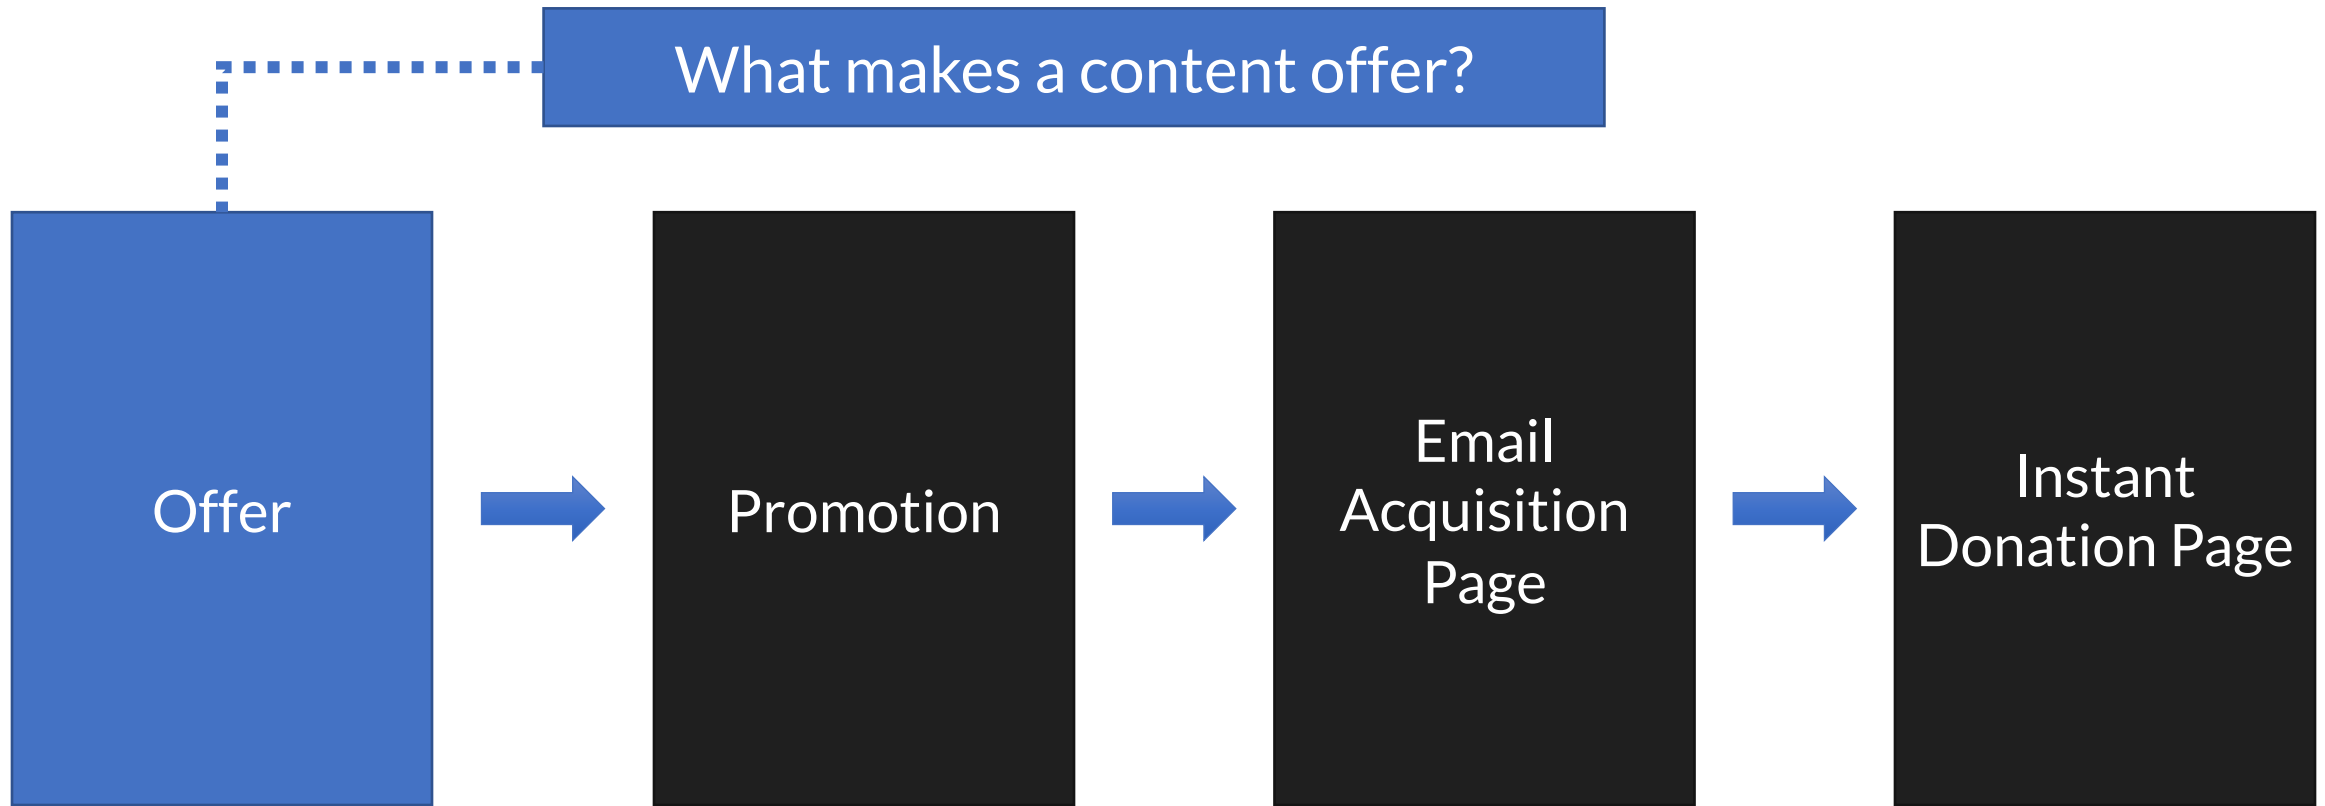 What makes a content offer?
Offer
Promotion
Email
Acquisition
Page
Instant
Donation Page